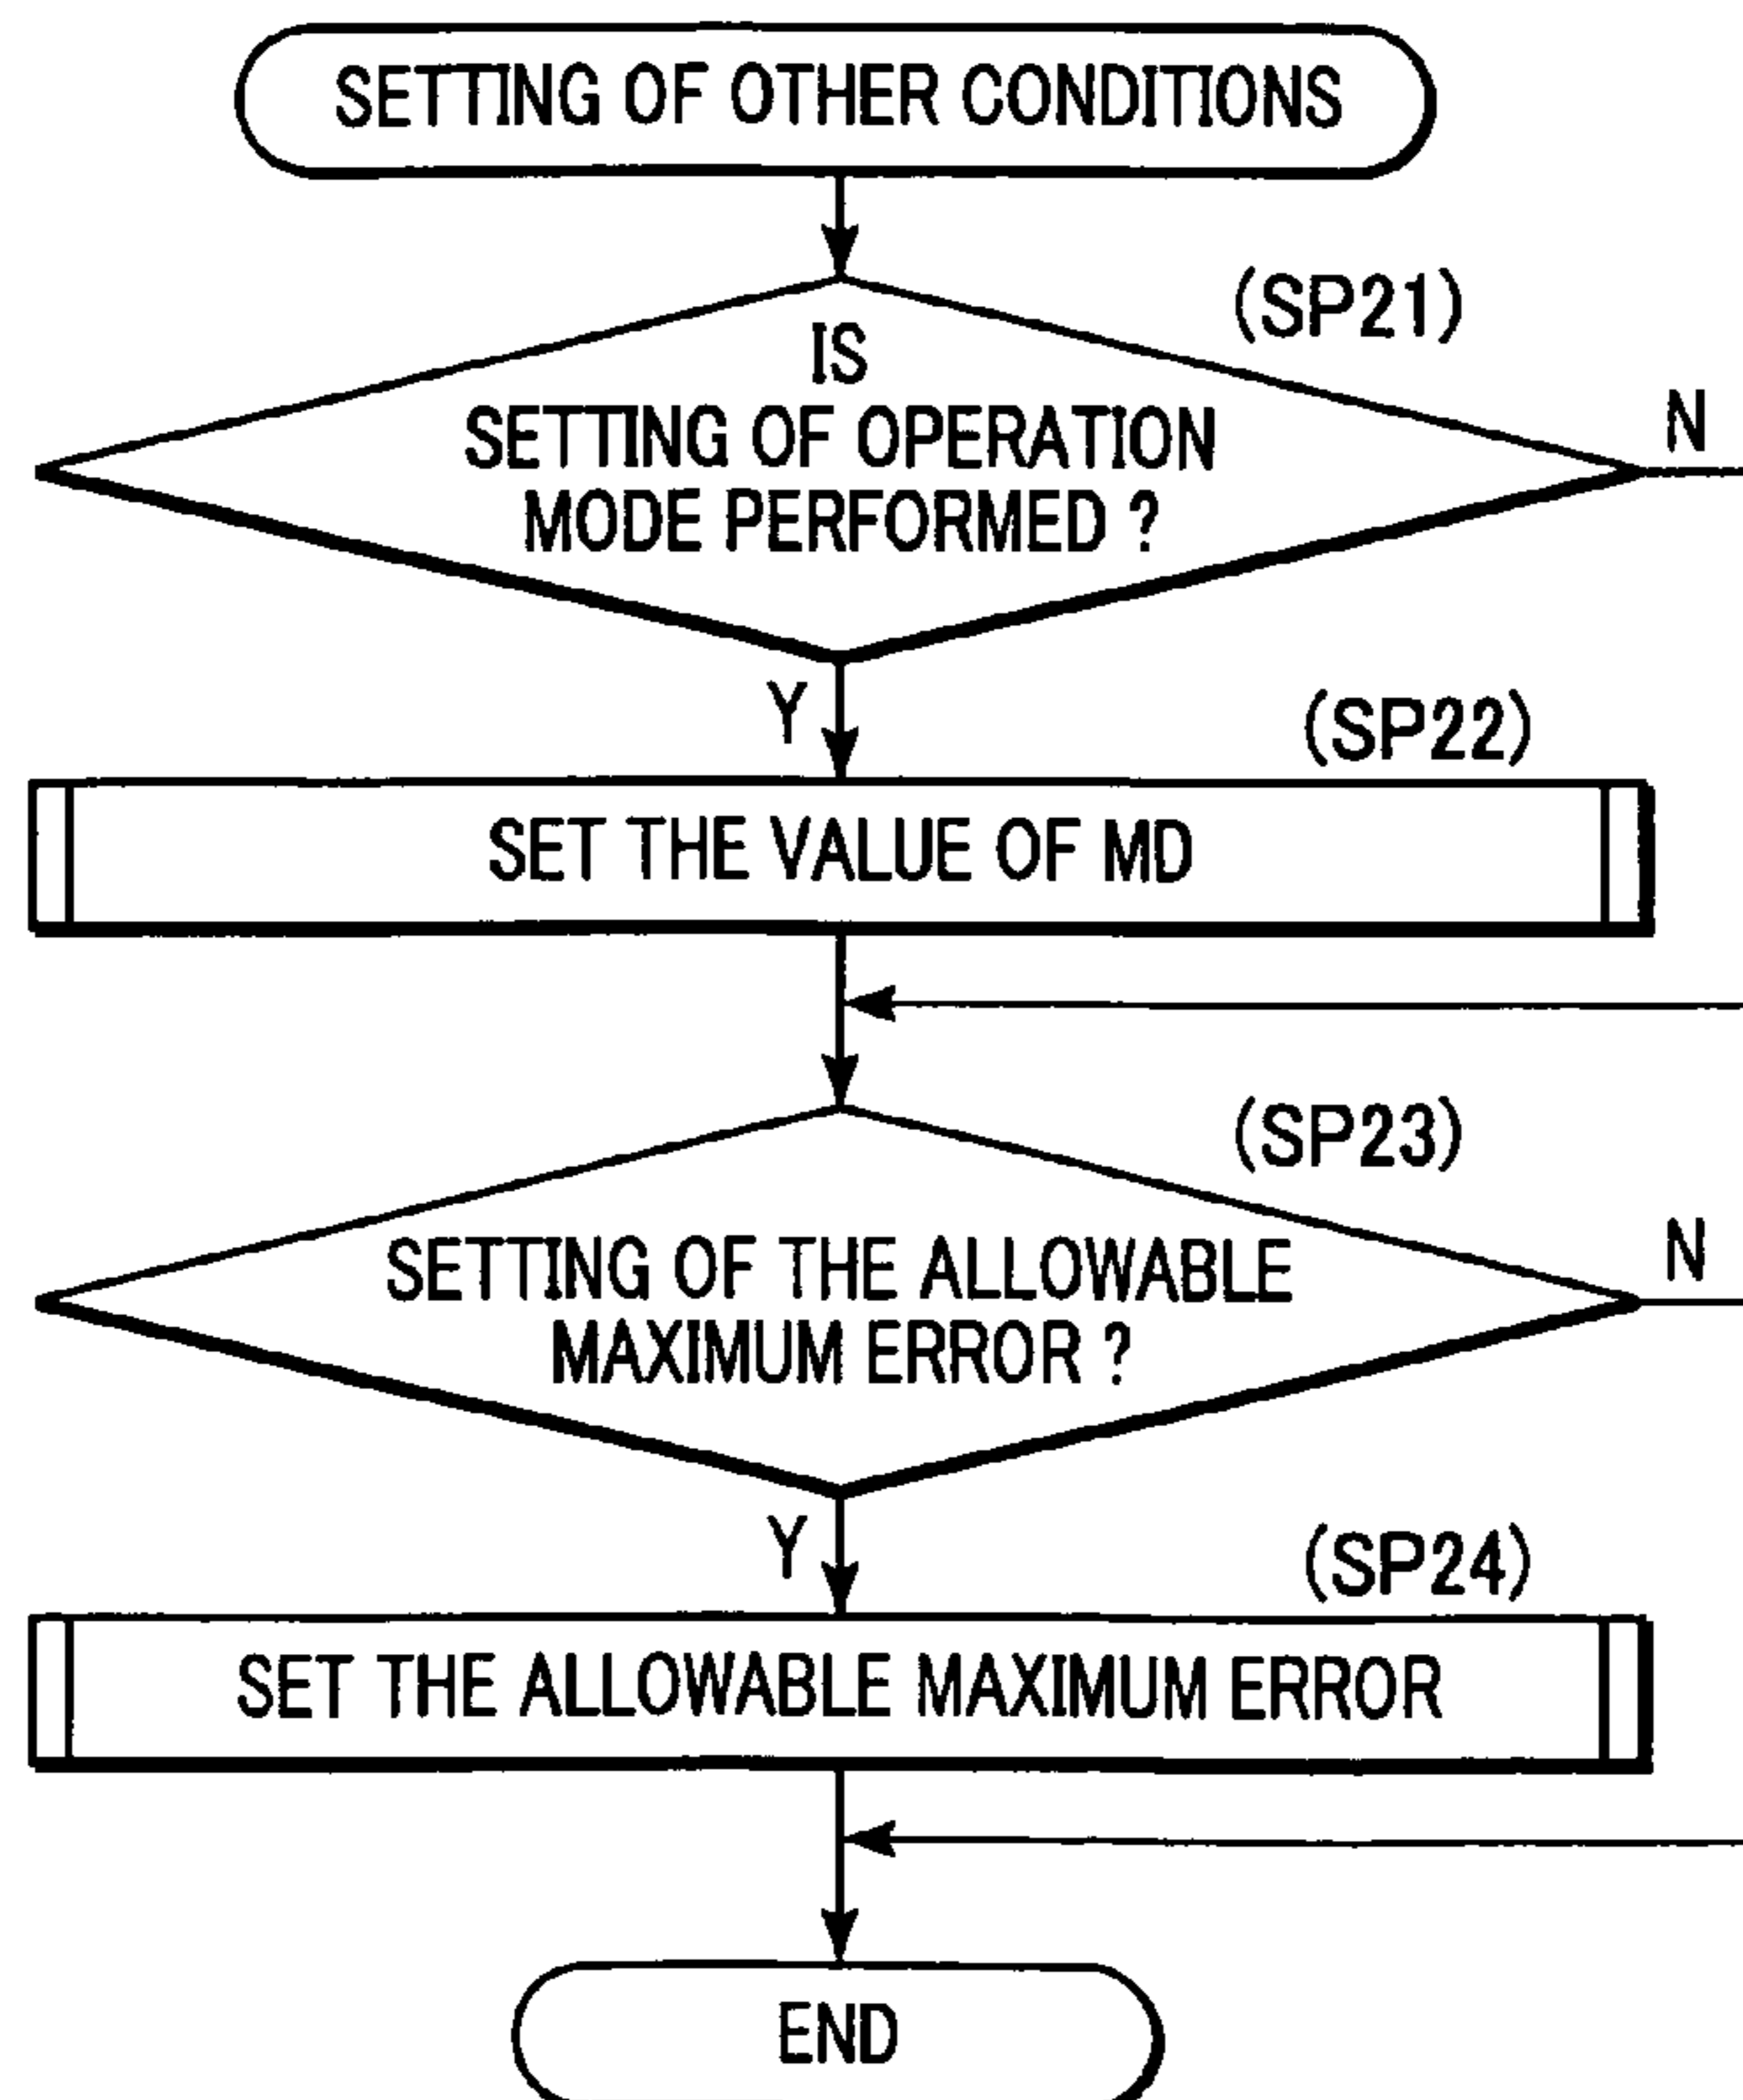 SETTING OF OTHER CONDITIONS
(SP21)
IS
SETTING OF OPERATION
MODE PERFORMED ?
N
Y
(SP22)
SET THE VALUE OF MD
(SP23)
SETTING OF THE ALLOWABLE
MAXIMUM ERROR ?
N
Y
(SP24)
SET THE ALLOWABLE MAXIMUM ERROR
END